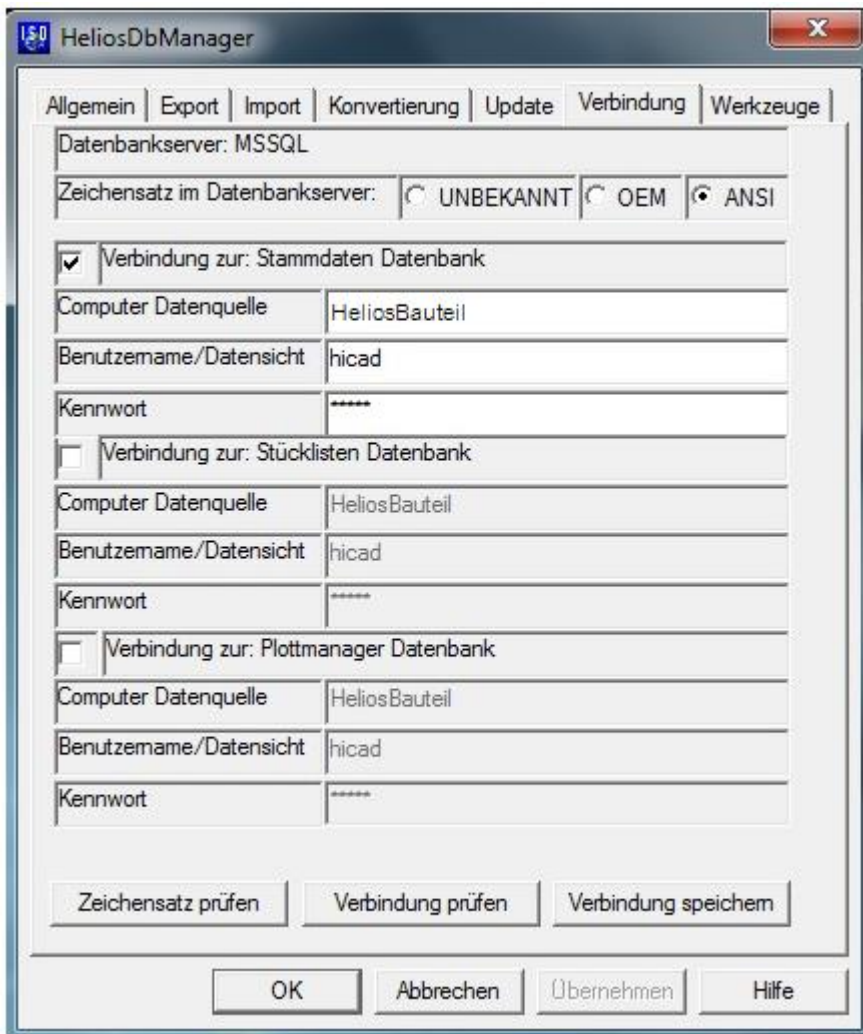 ISD
HeliosDbManager
Allgemein Export Import Konvertierung Update Verbindung Werkzeuge
Datenbankserver: MSSQL
Zeichensatz im Datenbankserver: UNBEKANNT OEM ANSI
Verbindung zur: Stammdaten Datenbank
Computer Datenquelle HeliosBauteil
Benutzername/Datensicht hicad
Kennwort *****
Verbindung zur: Stücklisten Datenbank
Computer Datenquelle HeliosBauteil
Benutzername/Datensicht hicad
Kennwort *****
Verbindung zur: Plottmanager Datenbank
Computer Datenquelle HeliosBauteil
Benutzername/Datensicht hicad
Kennwort *****
Zeichensatz prüfen Verbindung prüfen Verbindung speichern
OK Abbrechen Übernehmen Hilfe